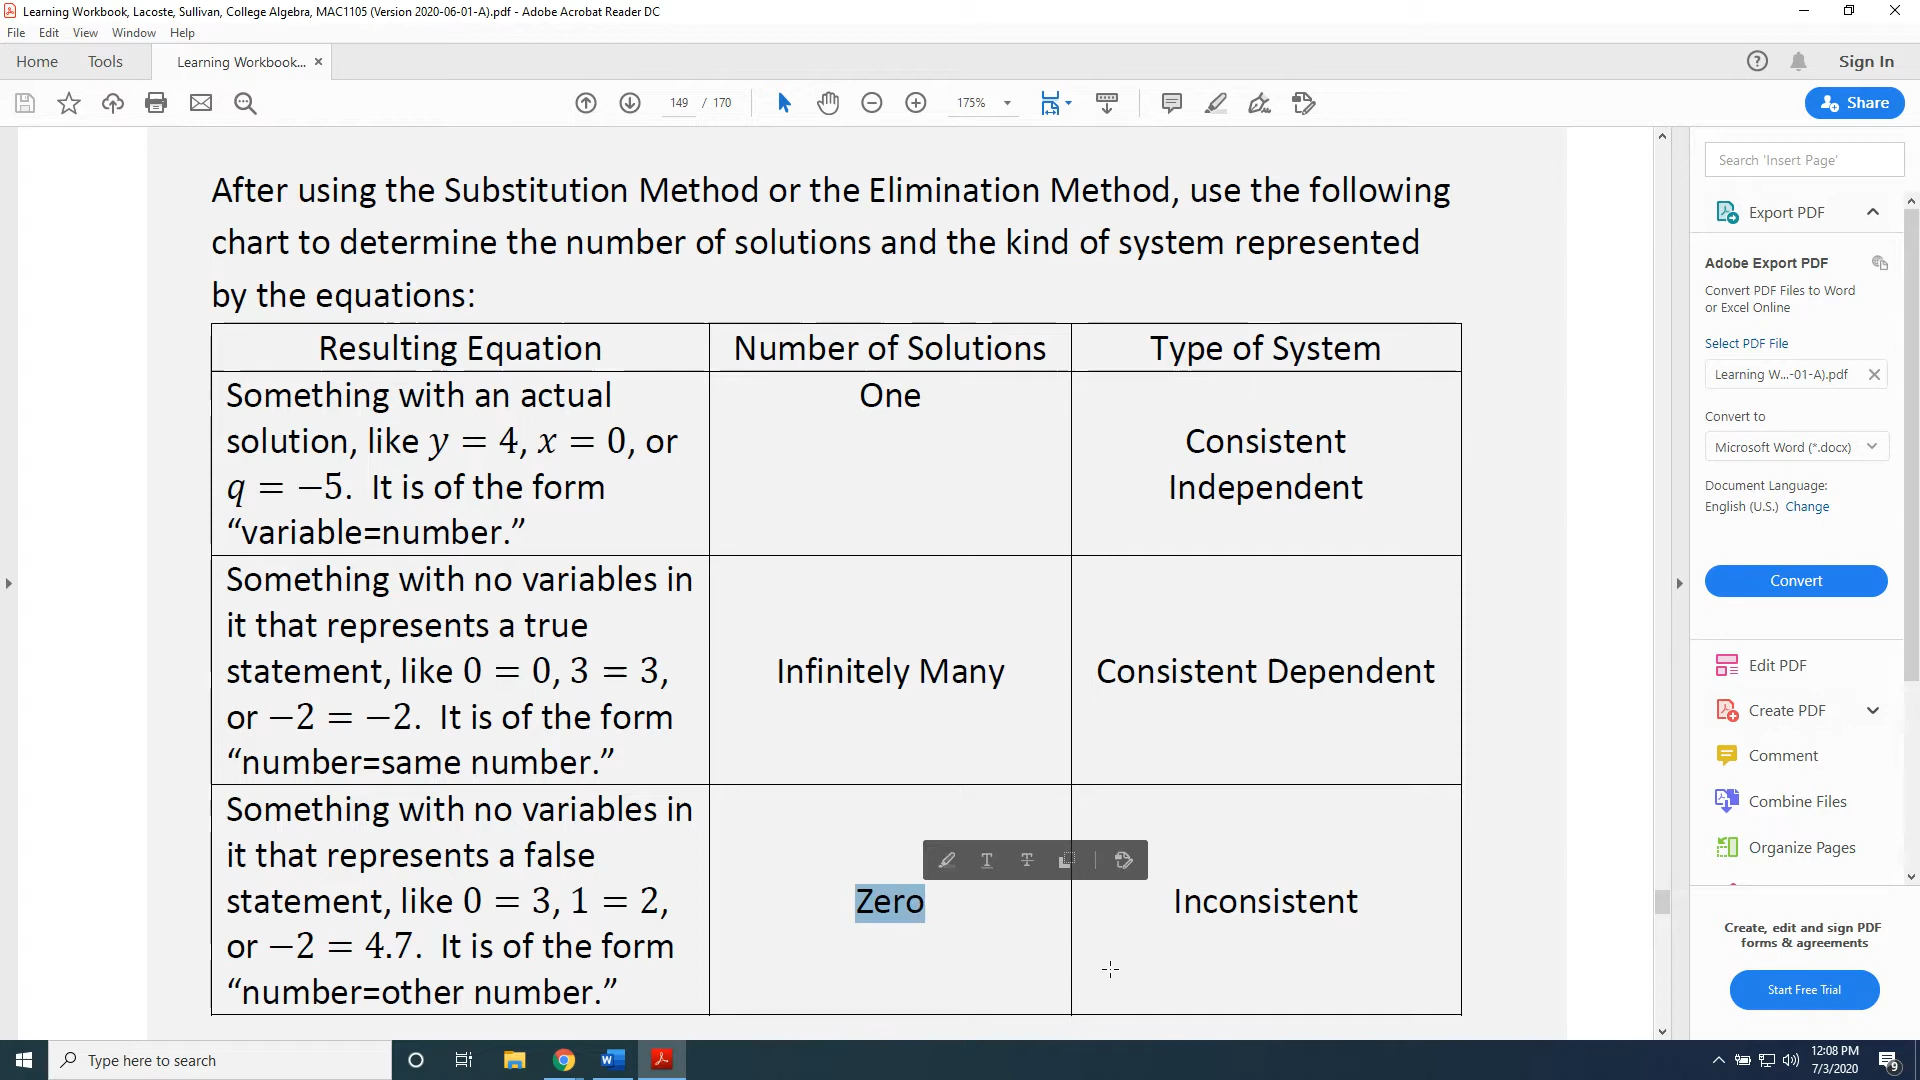 Learning Workbook, Lacoste, Sullivan, College Algebra, MAC1105 (Version 2020-06-01-A).pdf - Adobe Acrobat Reader DC
File Edit View Window Help
Home Tools Learning Workbook... × Sign In
149 / 170 175% Share
After using the Substitution Method or the Elimination Method, use the following
chart to determine the number of solutions and the kind of system represented
by the equations:
Resulting Equation Number of Solutions Type of System
Something with an actual
solution, like y = 4, x = 0, or
q = −5. It is of the form
“variable=number.”
One
Consistent
Independent
Something with no variables in
it that represents a true
statement, like 0 = 0, 3 = 3,
or −2 = −2. It is of the form
“number=same number.”
Infinitely Many
Consistent Dependent
Something with no variables in
it that represents a false
statement, like 0 = 3, 1 = 2,
or −2 = 4.7. It is of the form
“number=other number.”
Zero
Inconsistent
Search 'Insert Page'
Export PDF
Adobe Export PDF
Convert PDF Files to Word
or Excel Online
Select PDF File
Learning W...-01-A).pdf
Convert to
Microsoft Word (*.docx)
Document Language:
English (U.S.) Change
Convert
Edit PDF
Create PDF
Comment
Combine Files
Organize Pages
Create, edit and sign PDF
forms & agreements
Start Free Trial
Type here to search
12:08 PM
7/3/2020
9